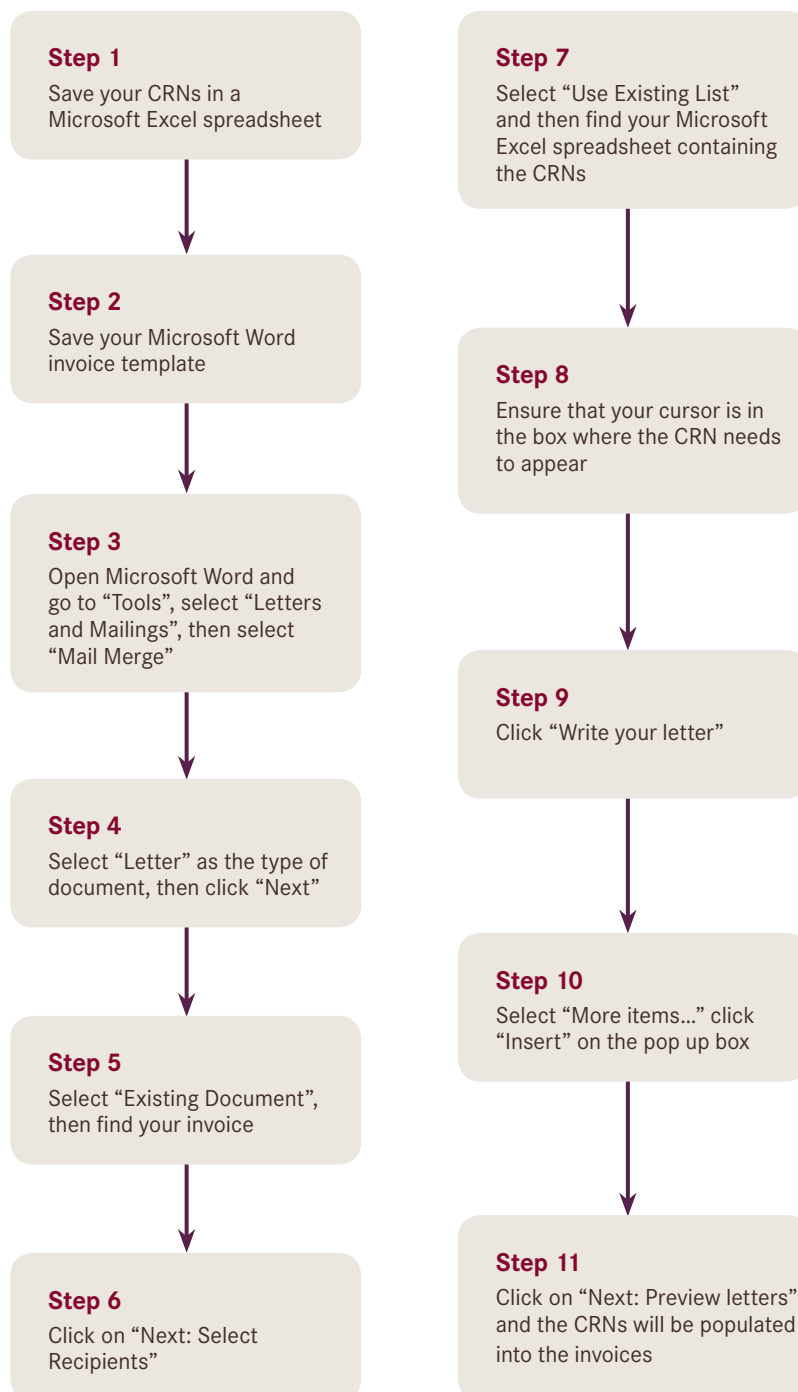 Step 1
Save your CRNs in a
Microsoft Excel spreadsheet
Step 2
Save your Microsoft Word
invoice template
Step 3
Open Microsoft Word and
go to “Tools”, select “Letters
and Mailings”, then select
“Mail Merge”
Step 4
Select “Letter” as the type of
document, then click “Next”
Step 5
Select “Existing Document”,
then find your invoice
Step 6
Click on “Next: Select
Recipients”
Step 7
Select “Use Existing List”
and then find your Microsoft
Excel spreadsheet containing
the CRNs
Step 8
Ensure that your cursor is in
the box where the CRN needs
to appear
Step 9
Click “Write your letter”
Step 10
Select “More items...” click
“Insert” on the pop up box
Step 11
Click on “Next: Preview letters”
and the CRNs will be populated
into the invoices